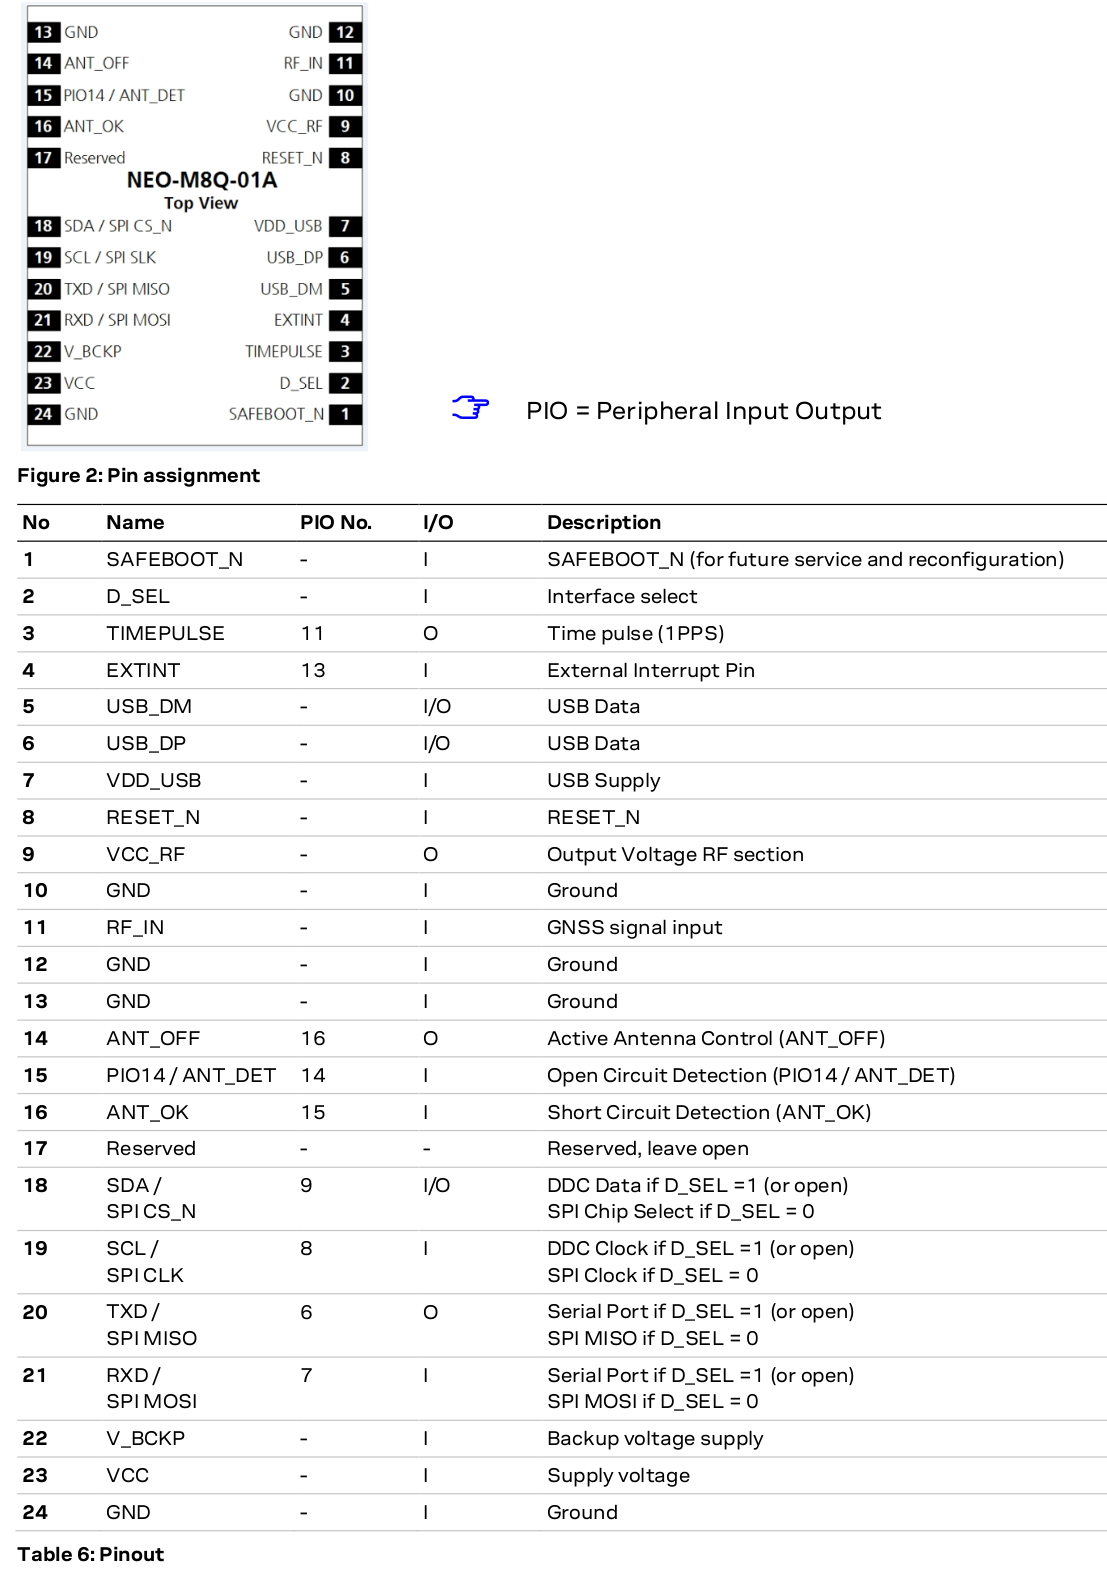 13 GND GND 12
14 ANT_OFF RF_IN 11
15 PIO14 / ANT_DET GND 10
16 ANT_OK VCC_RF 9
17 Reserved RESET_N 8
NEO-M8Q-01A
Top View
18 SDA / SPI CS_N VDD_USB 7
19 SCL / SPI SLK USB_DP 6
20 TXD / SPI MISO USB_DM 5
21 RXD / SPI MOSI EXTINT 4
22 V_BCKP TIMEPULSE 3
23 VCC D_SEL 2
24 GND SAFEBOOT_N 1
PIO = Peripheral Input Output
Figure 2: Pin assignment
No Name PIO No. I/O Description
1 SAFEBOOT_N - I SAFEBOOT_N (for future service and reconfiguration)
2 D_SEL - I Interface select
3 TIMEPULSE 11 O Time pulse (1PPS)
4 EXTINT 13 I External Interrupt Pin
5 USB_DM - I/O USB Data
6 USB_DP - I/O USB Data
7 VDD_USB - I USB Supply
8 RESET_N - I RESET_N
9 VCC_RF - O Output Voltage RF section
10 GND - I Ground
11 RF_IN - I GNSS signal input
12 GND - I Ground
13 GND - I Ground
14 ANT_OFF 16 O Active Antenna Control (ANT_OFF)
15 PIO14 / ANT_DET 14 I Open Circuit Detection (PIO14 / ANT_DET)
16 ANT_OK 15 I Short Circuit Detection (ANT_OK)
17 Reserved - - Reserved, leave open
18 SDA / 9 I/O DDC Data if D_SEL =1 (or open)
SPI CS_N SPI Chip Select if D_SEL = 0
19 SCL / 8 I DDC Clock if D_SEL =1 (or open)
SPI CLK SPI Clock if D_SEL = 0
20 TXD / 6 O Serial Port if D_SEL =1 (or open)
SPI MISO SPI MISO if D_SEL = 0
21 RXD / 7 I Serial Port if D_SEL =1 (or open)
SPI MOSI SPI MOSI if D_SEL = 0
22 V_BCKP - I Backup voltage supply
23 VCC - I Supply voltage
24 GND - I Ground
Table 6: Pinout